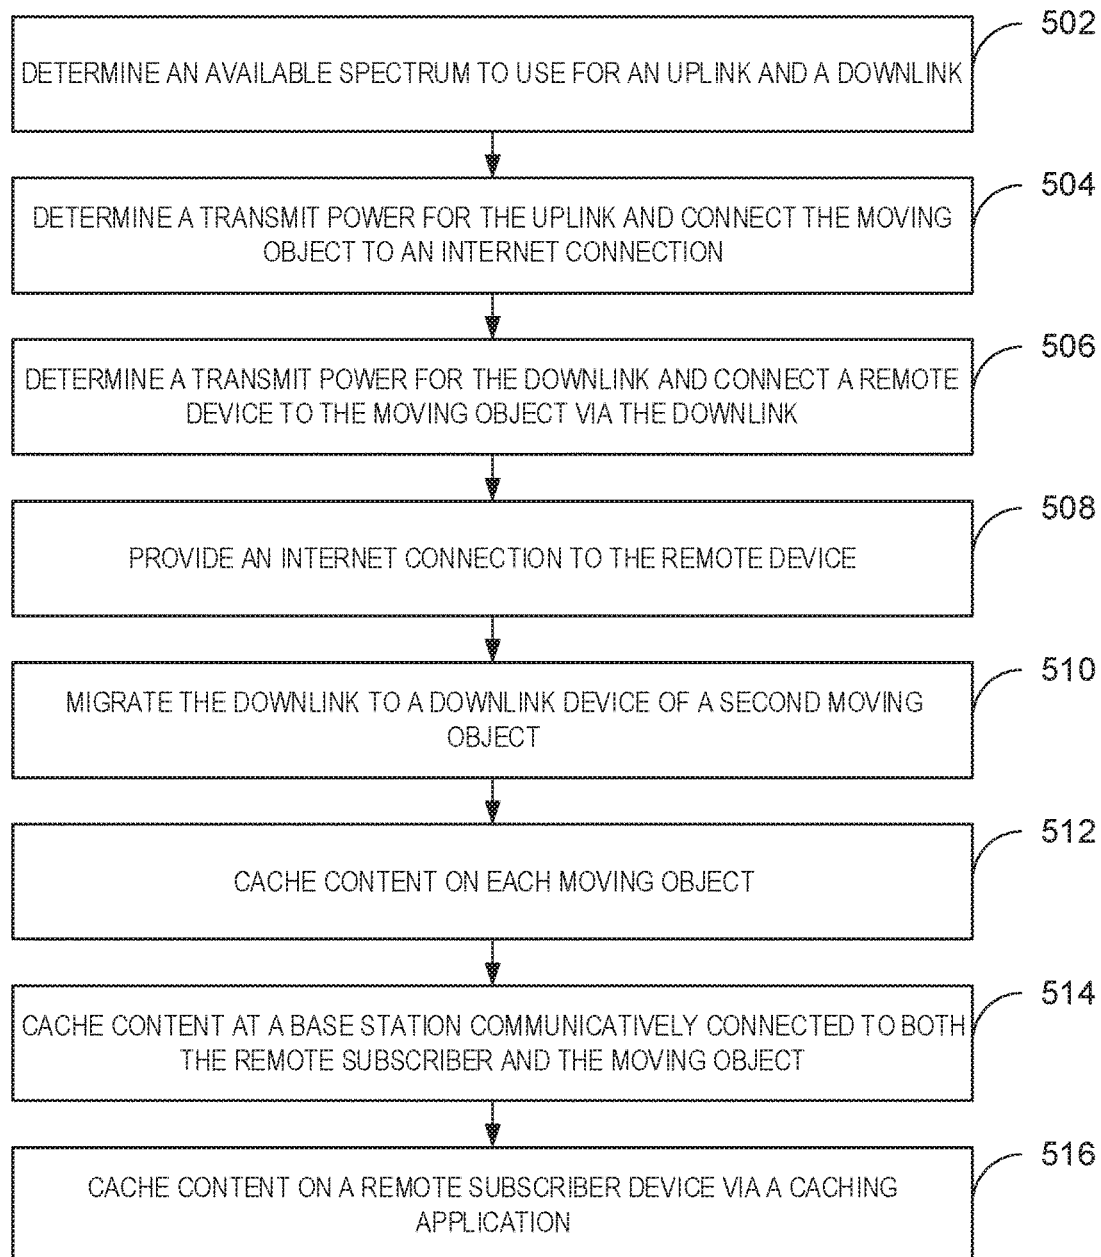 502
DETERMINE AN AVAILABLE SPECTRUM TO USE FOR AN UPLINK AND A DOWNLINK
504
DETERMINE A TRANSMIT POWER FOR THE UPLINK AND CONNECT THE MOVING
OBJECT TO AN INTERNET CONNECTION
506
DETERMINE A TRANSMIT POWER FOR THE DOWNLINK AND CONNECT A REMOTE
DEVICE TO THE MOVING OBJECT VIA THE DOWNLINK
508
PROVIDE AN INTERNET CONNECTION TO THE REMOTE DEVICE
510
MIGRATE THE DOWNLINK TO A DOWNLINK DEVICE OF A SECOND MOVING
OBJECT
512
CACHE CONTENT ON EACH MOVING OBJECT
514
CACHE CONTENT AT A BASE STATION COMMUNICATIVELY CONNECTED TO BOTH
THE REMOTE SUBSCRIBER AND THE MOVING OBJECT
516
CACHE CONTENT ON A REMOTE SUBSCRIBER DEVICE VIA A CACHING
APPLICATION